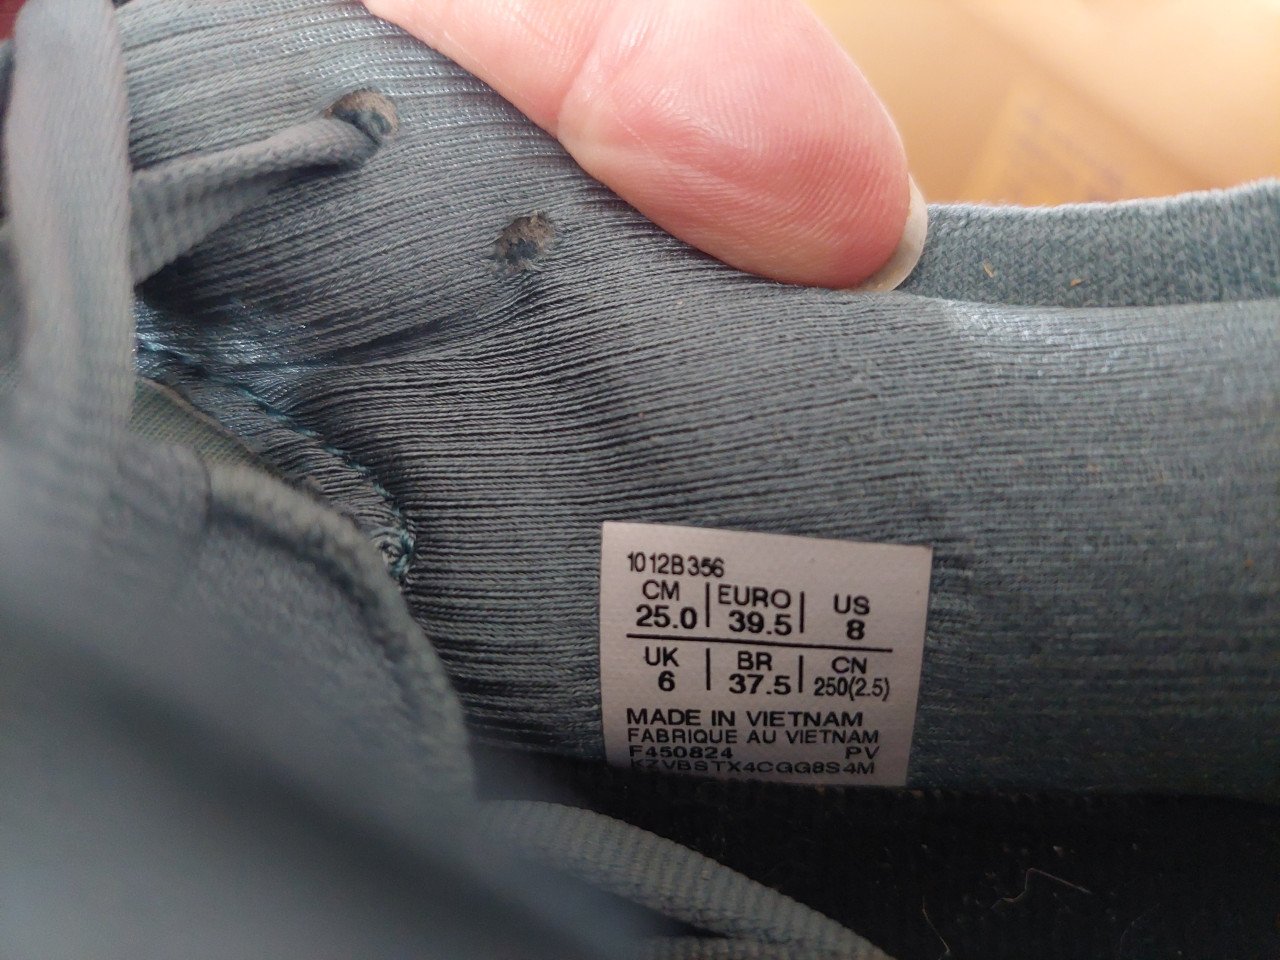 1012B356
CM | EURO | US
25.0 | 39.5 | 8
UK | BR | CN
6 | 37.5 | 250(2.5)
MADE IN VIETNAM
FABRIQUE AU VIETNAM
F450824 PV
KZVBSTX4CGG8S4M